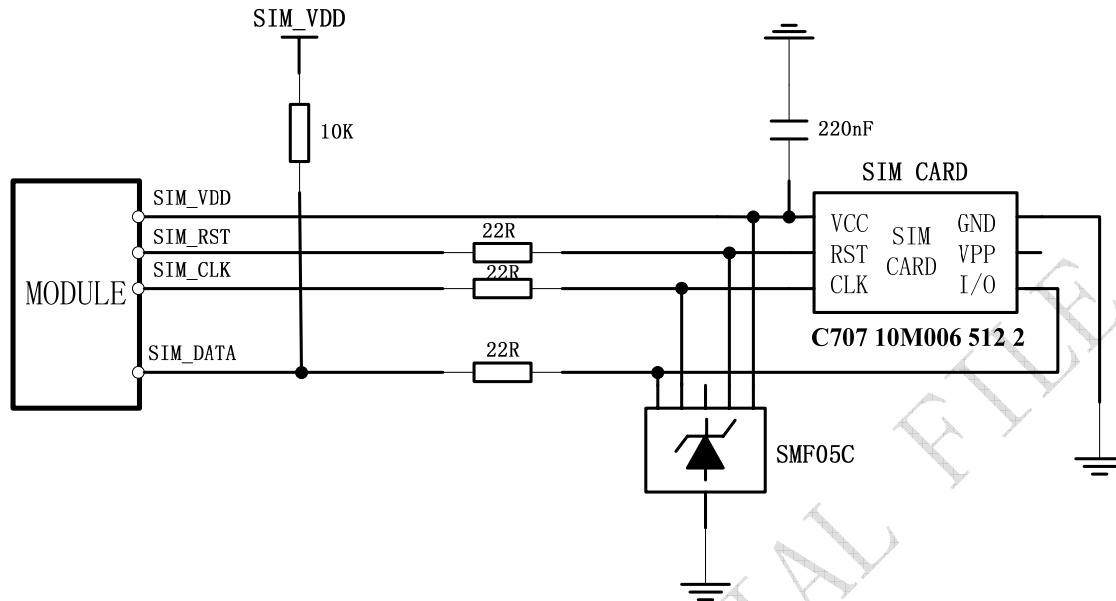 SIM_VDD
10K
220nF
SIM CARD
MODULE
SIM_VDD
SIM_RST
SIM_CLK
SIM_DATA
22R
22R
22R
VCC
RST
CLK
SIM
CARD
GND
VPP
I/O
C707 10M006 512 2
SMF05C
FILE